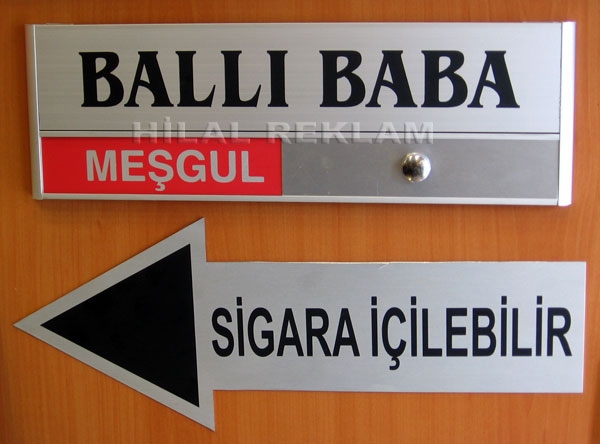 BALLI BABA
HİLAL REKLAM
MEŞGUL
SİGARA İÇİLEBİLİR